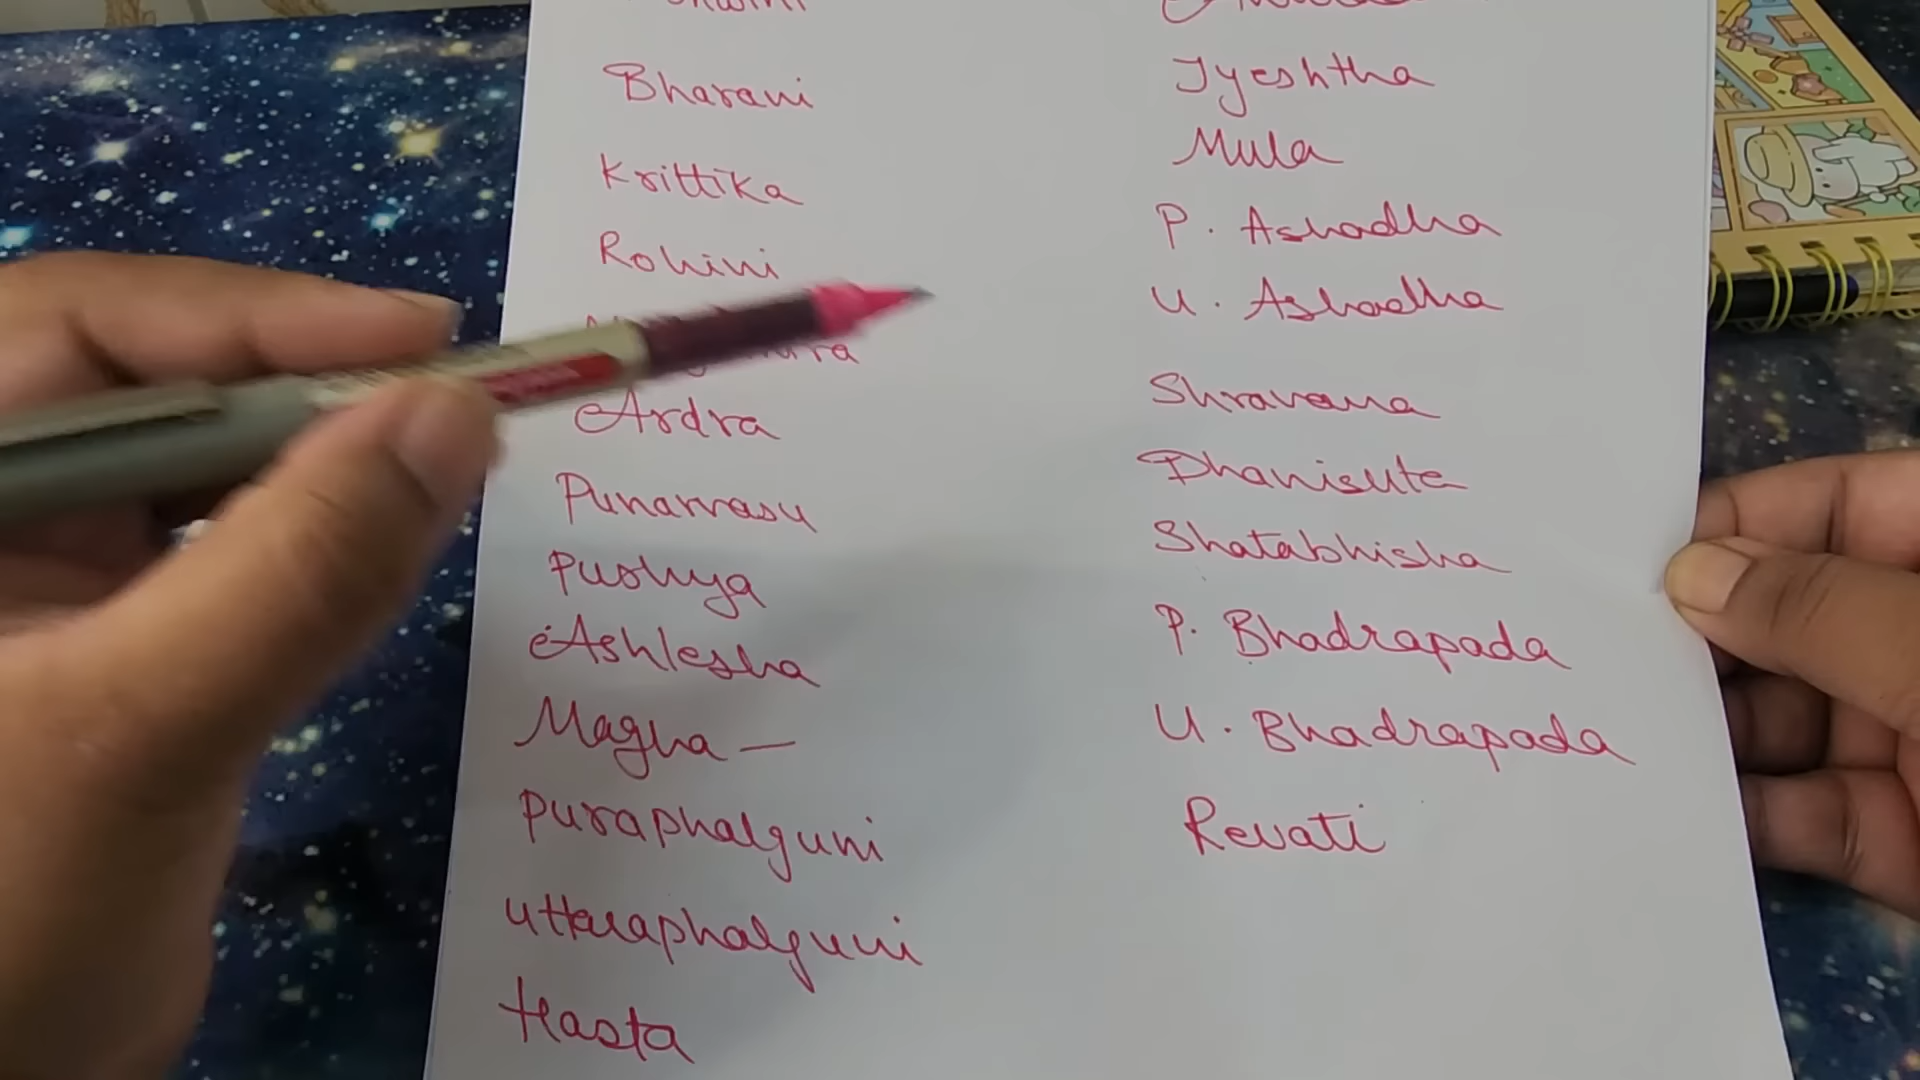 Bharani
Krittika
Rohini
Ardra
Punarvasu
Pushya
Ashlesha
Magha —
Puraphalguni
Uttaraphalguni
Hasta
Jyeshtha
Mula
P. Ashadha
U. Ashadha
Shravana
Dhanishta
Shatabhisha
P. Bhadrapada
U. Bhadrapada
Revati